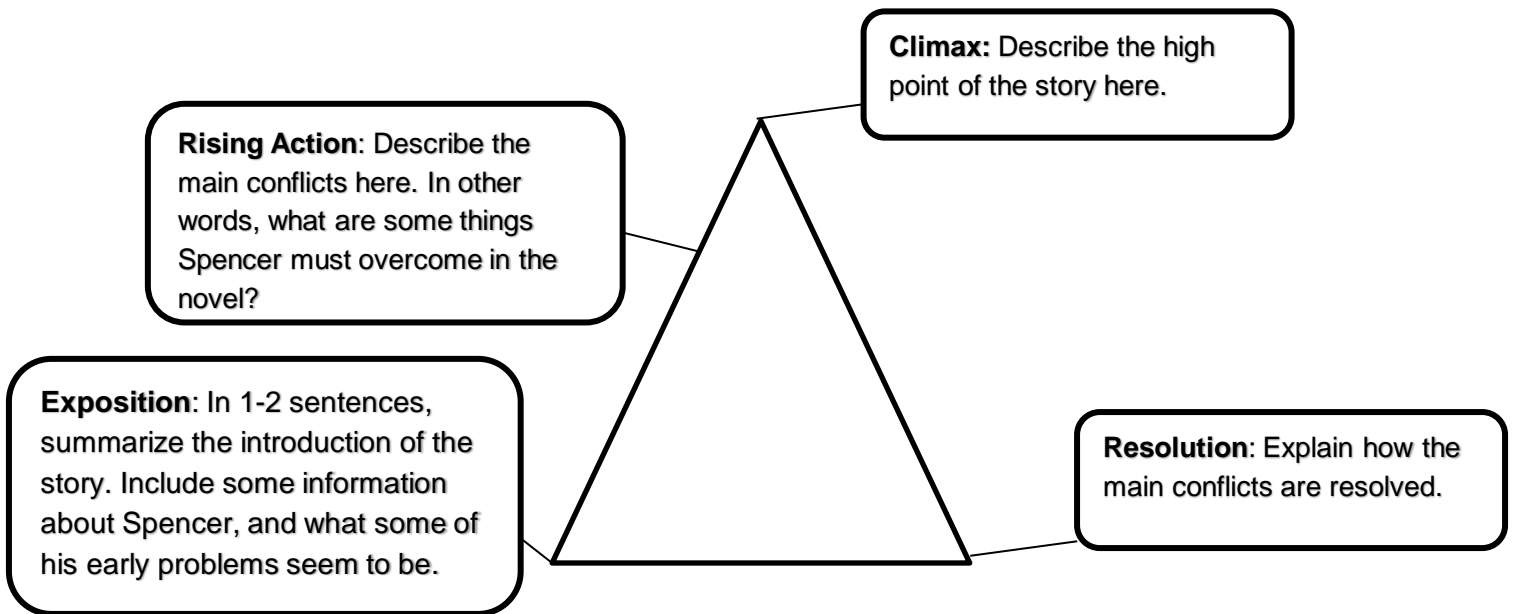 Climax: Describe the high
point of the story here.
Rising Action: Describe the
main conflicts here. In other
words, what are some things
Spencer must overcome in the
novel?
Exposition: In 1-2 sentences,
summarize the introduction of the
story. Include some information
about Spencer, and what some of
his early problems seem to be.
Resolution: Explain how the
main conflicts are resolved.